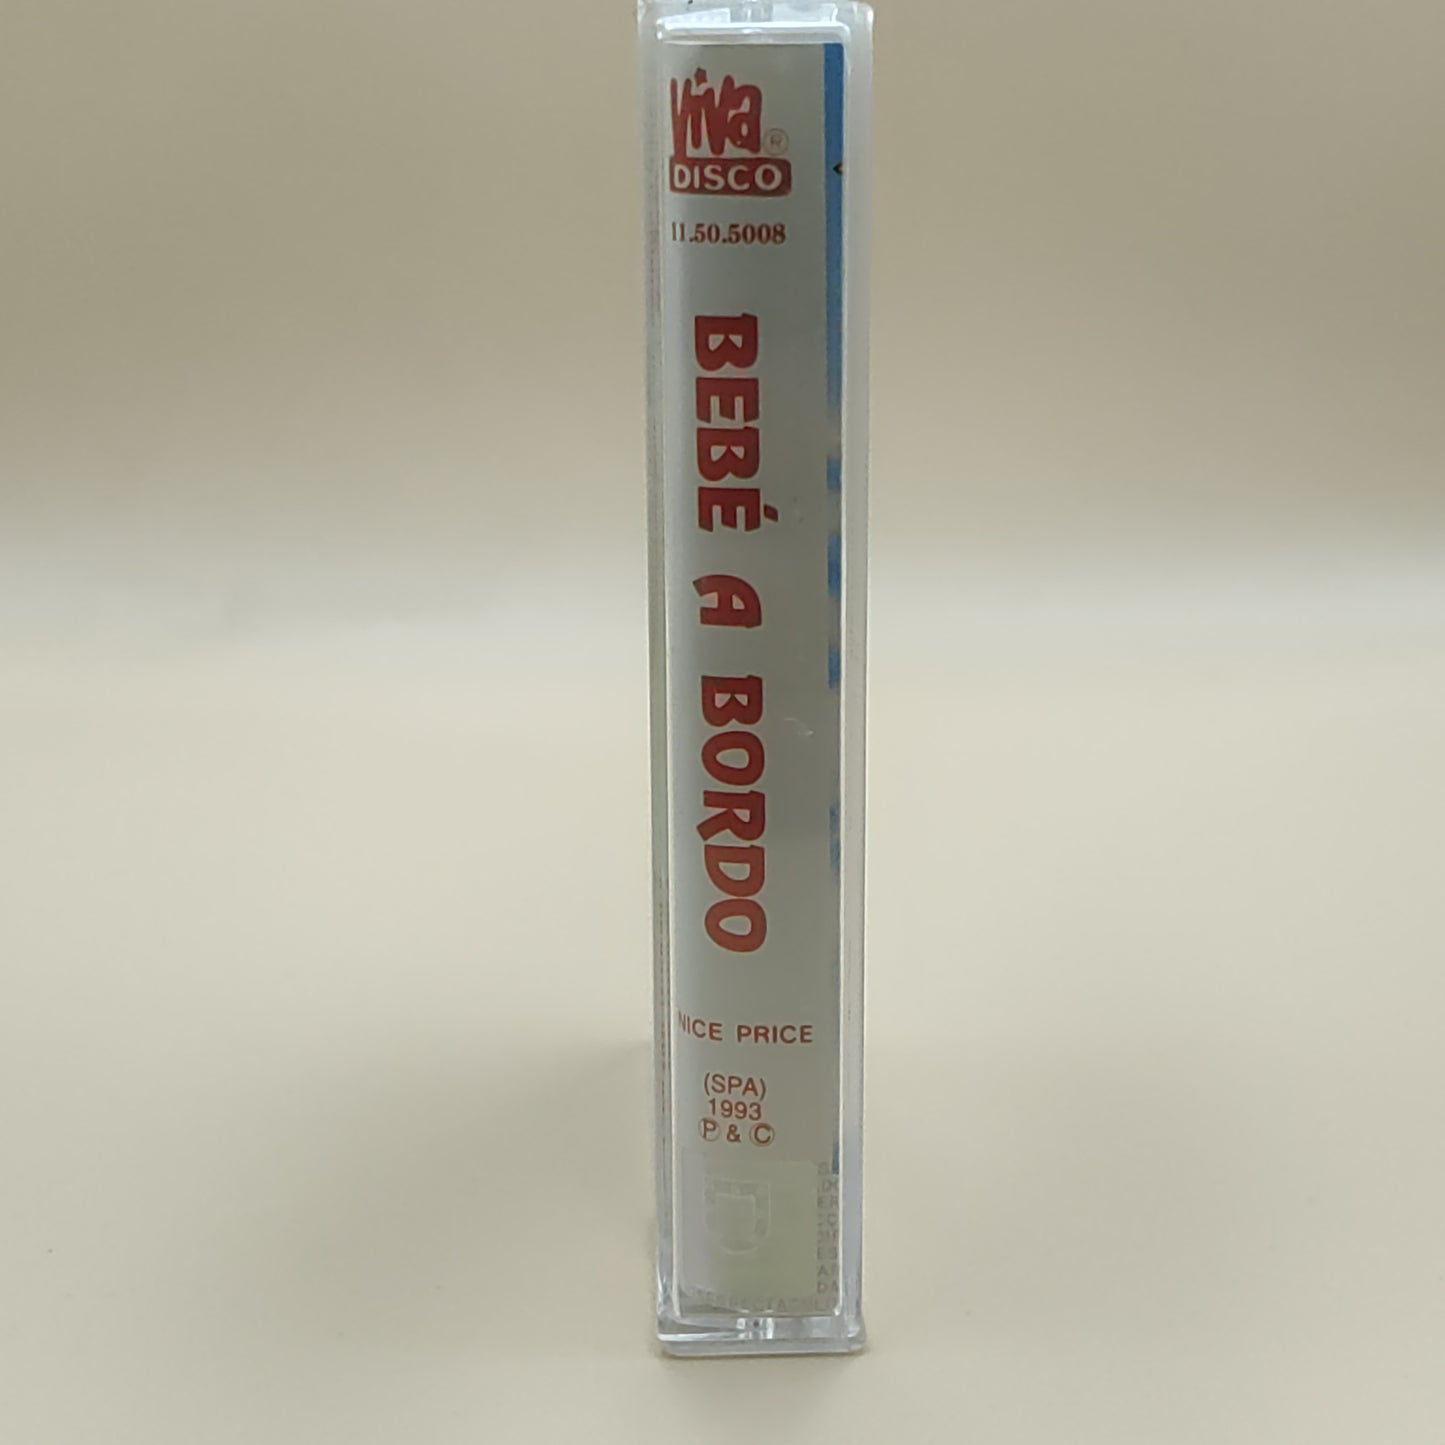 Viva ®
DISCO
11.50.5008
BEBÉ A BORDO
NICE PRICE
(SPA)
1993
Ⓟ & Ⓒ